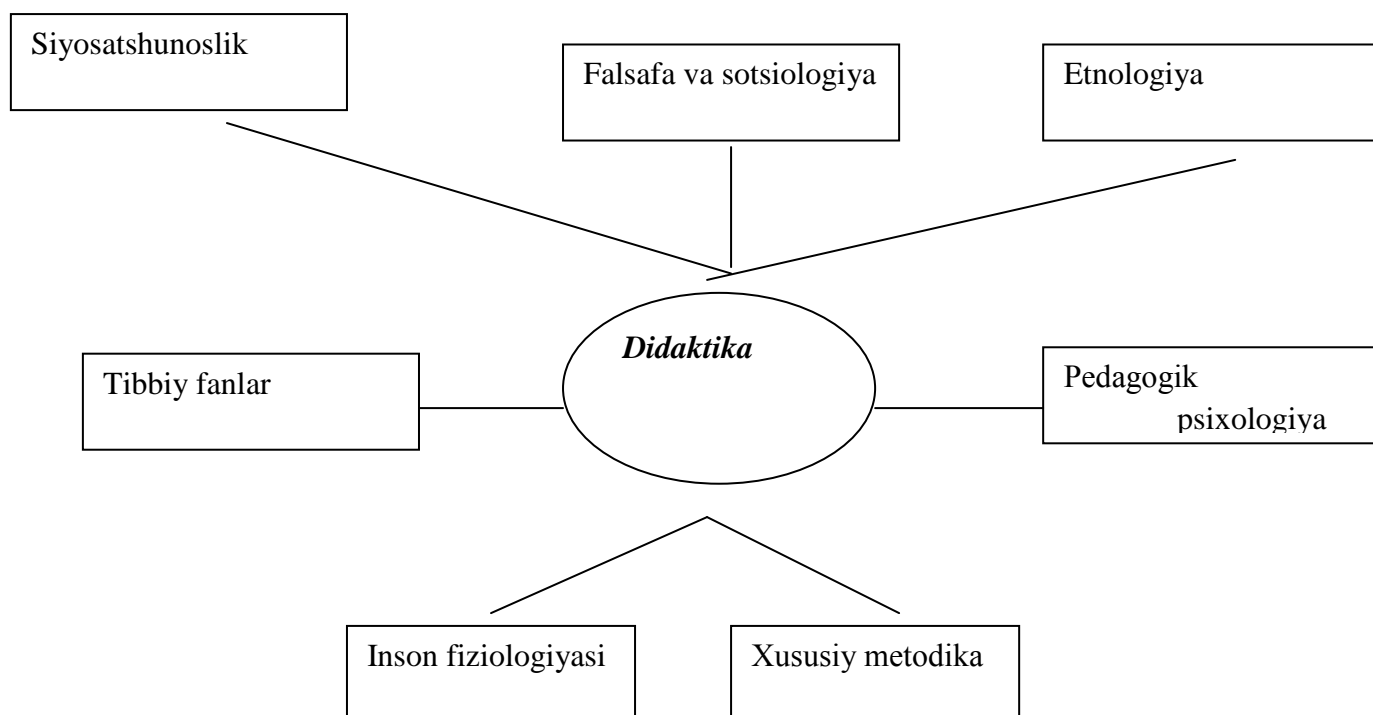 Siyosatshunoslik
Falsafa va sotsiologiya
Etnologiya
Didaktika
Tibbiy fanlar
Pedagogik
psixologiya
Inson fiziologiyasi
Xususiy metodika